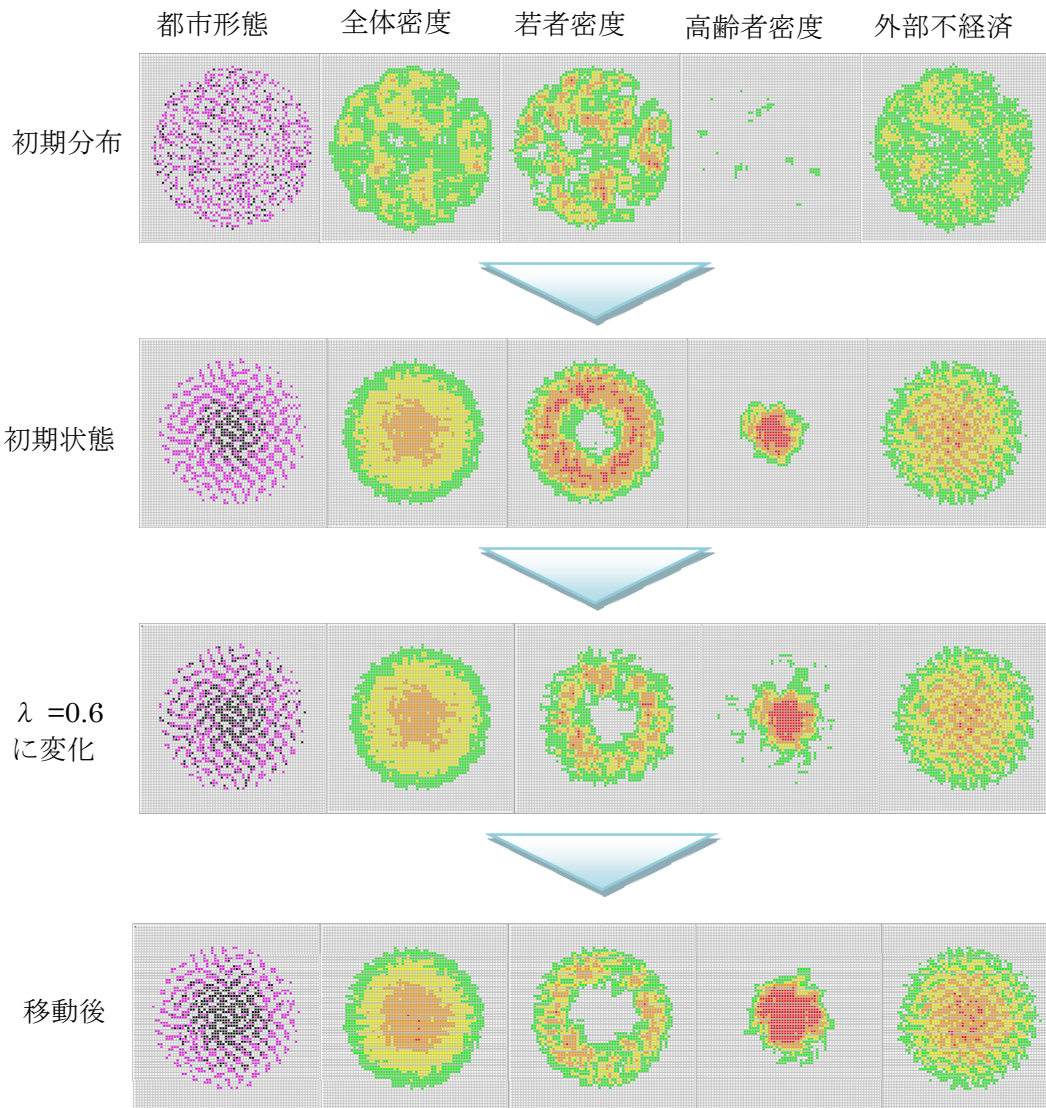 都市形態
全体密度
若者密度
高齢者密度
外部不経済
初期分布
初期状態
λ =0.6
に変化
移動後